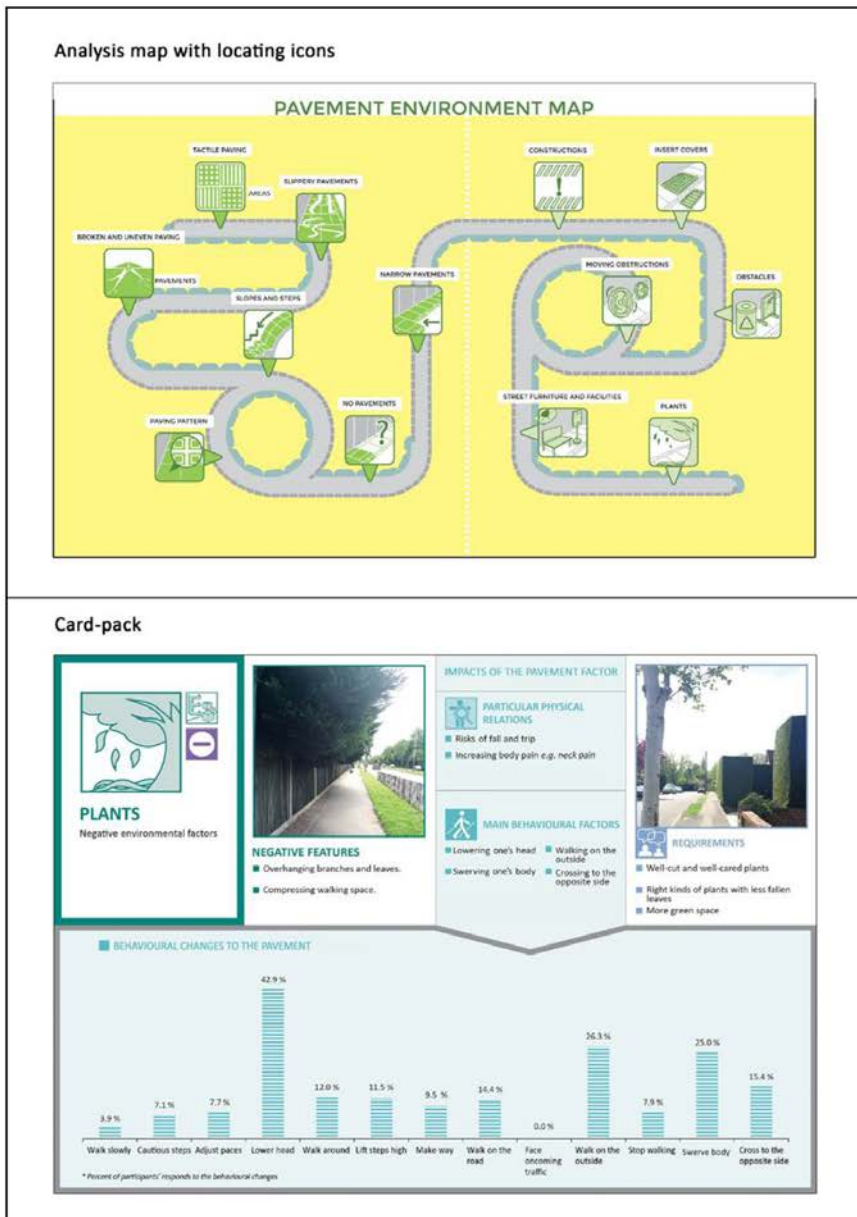 Analysis map with locating icons
PAVEMENT ENVIRONMENT MAP
TACTILE PAVING
AREAS
SLIPPERY PAVEMENTS
BROKEN AND UNEVEN PAVING
PAVEMENTS
SLOPES AND STEPS
PAVING PATTERN
NO PAVEMENTS
?
NARROW PAVEMENTS
CONSTRUCTIONS
!
INSERT COVERS
MOVING OBSTRUCTIONS
OBSTACLES
STREET FURNITURE AND FACILITIES
PLANTS
Card-pack
PLANTS
Negative environmental factors
NEGATIVE FEATURES
Overhanging branches and leaves.
Compressing walking space.
IMPACTS OF THE PAVEMENT FACTOR
PARTICULAR PHYSICAL
RELATIONS
Risks of fall and trip
Increasing body pain e.g. neck pain
MAIN BEHAVIOURAL FACTORS
Lowering one's head
Swerving one's body
Walking on the
outside
Crossing to the
opposite side
REQUIREMENTS
Well-cut and well-cared plants
Right kinds of plants with less fallen
leaves
More green space
BEHAVIOURAL CHANGES TO THE PAVEMENT
3.9 %
7.1 %
7.7 %
42.9 %
12.0 %
11.5 %
9.5 %
14.4 %
0.0 %
26.3 %
7.9 %
25.0 %
15.4 %
Walk slowly
Cautious steps
Adjust paces
Lower head
Walk around
Lift steps high
Make way
Walk on the
road
Face
oncoming
traffic
Walk on the
outside
Stop walking
Swerve body
Cross to the
opposite side
* Percent of participants' responds to the behavioural changes